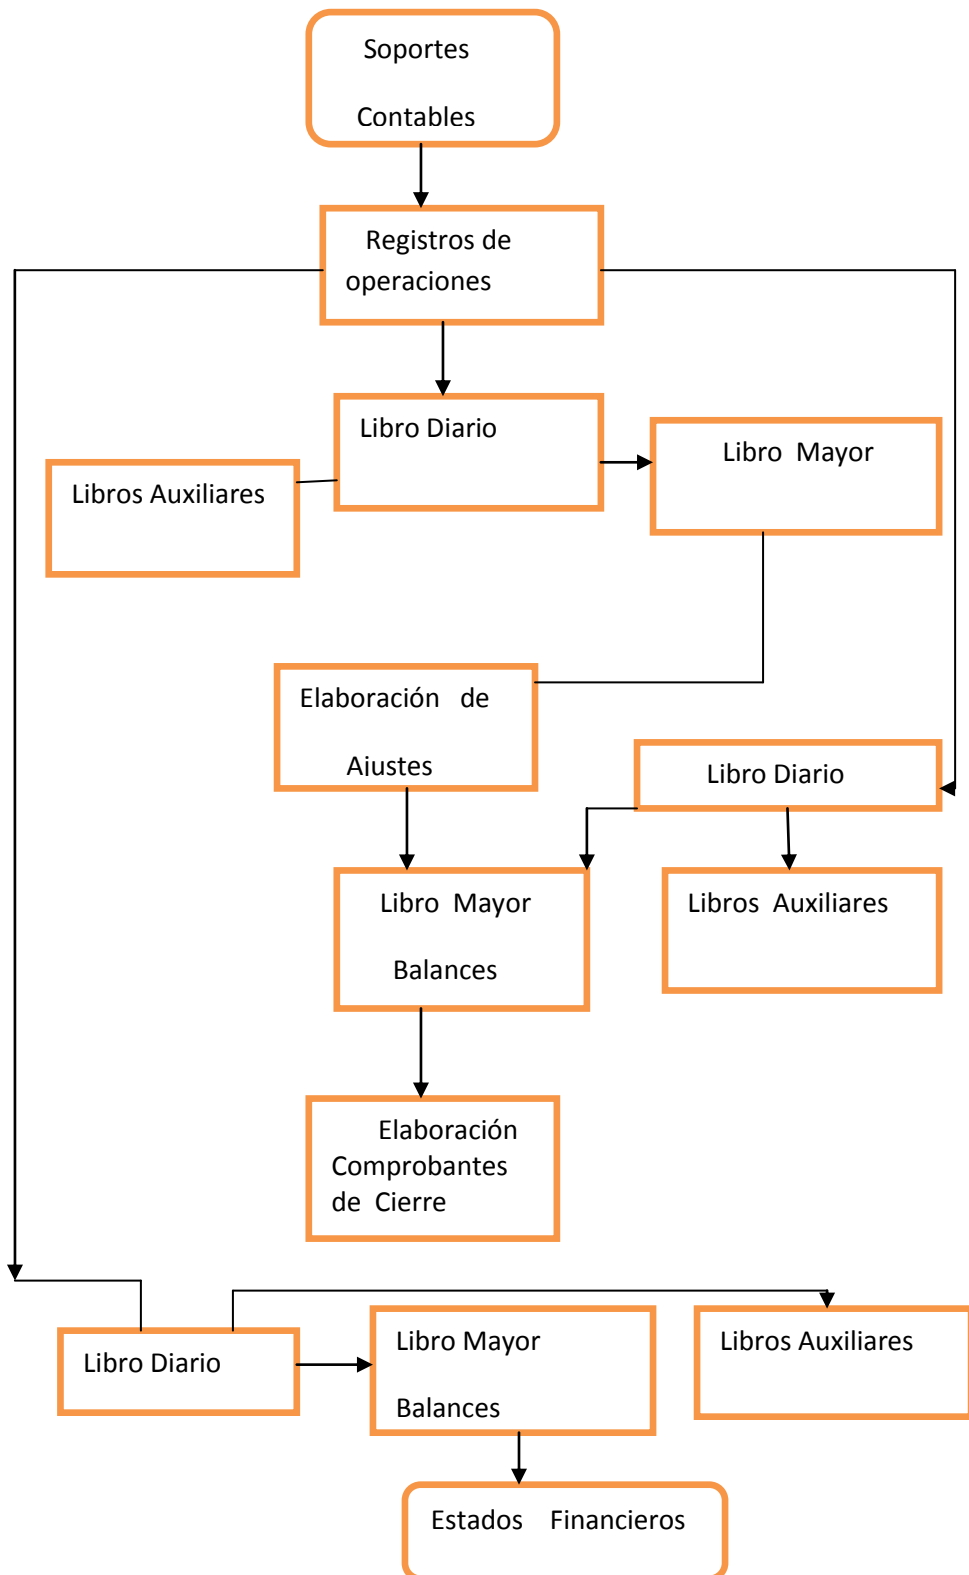 Soportes
Contables
Registros de
operaciones
Libro Diario
Libro Mayor
Libros Auxiliares
Elaboración de
Ajustes
Libro Diario
Libro Mayor
Balances
Libros Auxiliares
Elaboración
Comprobantes
de Cierre
Libro Diario
Libro Mayor
Balances
Libros Auxiliares
Estados Financieros